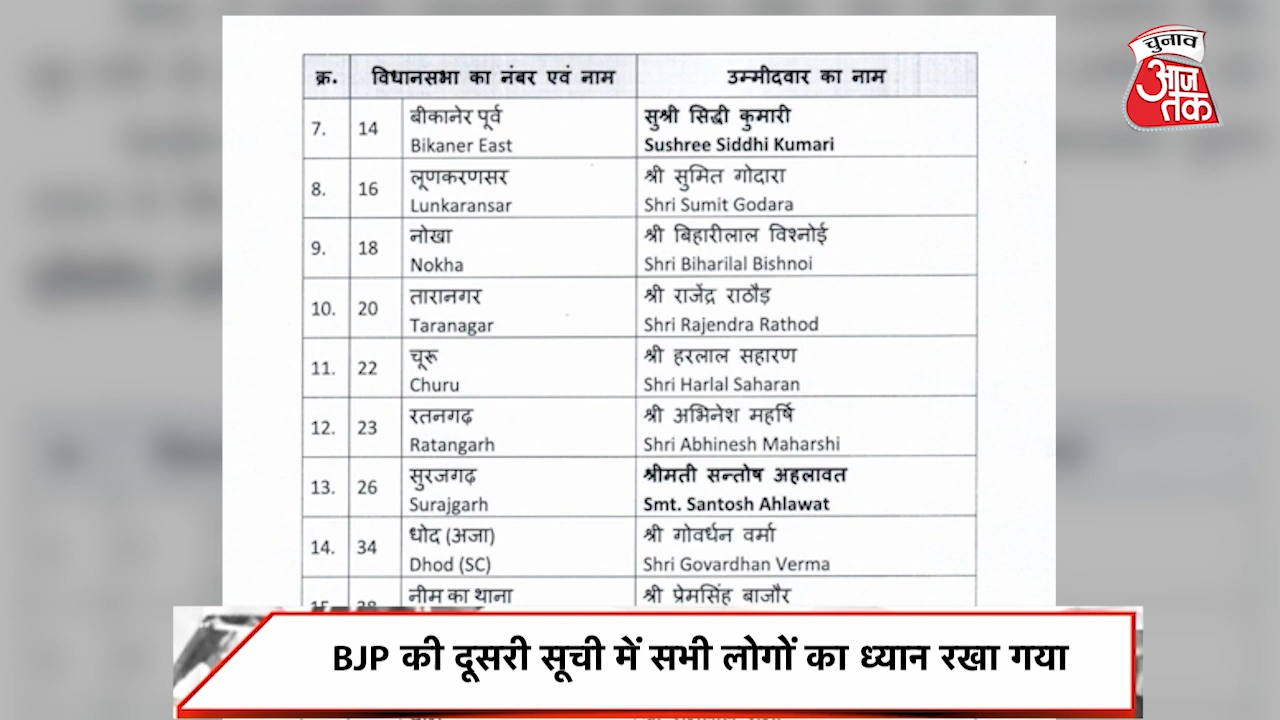 चुनाव
आज
तक
क्र. विधानसभा का नंबर एवं नाम उम्मीदवार का नाम
7. 14 बीकानेर पूर्व सुश्री सिद्धी कुमारी
Bikaner East Sushree Siddhi Kumari
8. 16 लूणकरणसर श्री सुमित गोदारा
Lunkaransar Shri Sumit Godara
9. 18 नोखा श्री बिहारीलाल विश्नोई
Nokha Shri Biharilal Bishnoi
10. 20 तारानगर श्री राजेंद्र राठौड़
Taranagar Shri Rajendra Rathod
11. 22 चूरू श्री हरलाल सहारण
Churu Shri Harlal Saharan
12. 23 रतनगढ़ श्री अभिनेश महर्षि
Ratangarh Shri Abhinesh Maharshi
13. 26 सुरजगढ़ श्रीमती सन्तोष अहलावत
Surajgarh Smt. Santosh Ahlawat
14. 34 धोद (अजा) श्री गोवर्धन वर्मा
Dhod (SC) Shri Govardhan Verma
नीम का थाना श्री प्रेमसिंह बाजौर
BJP की दूसरी सूची में सभी लोगों का ध्यान रखा गया